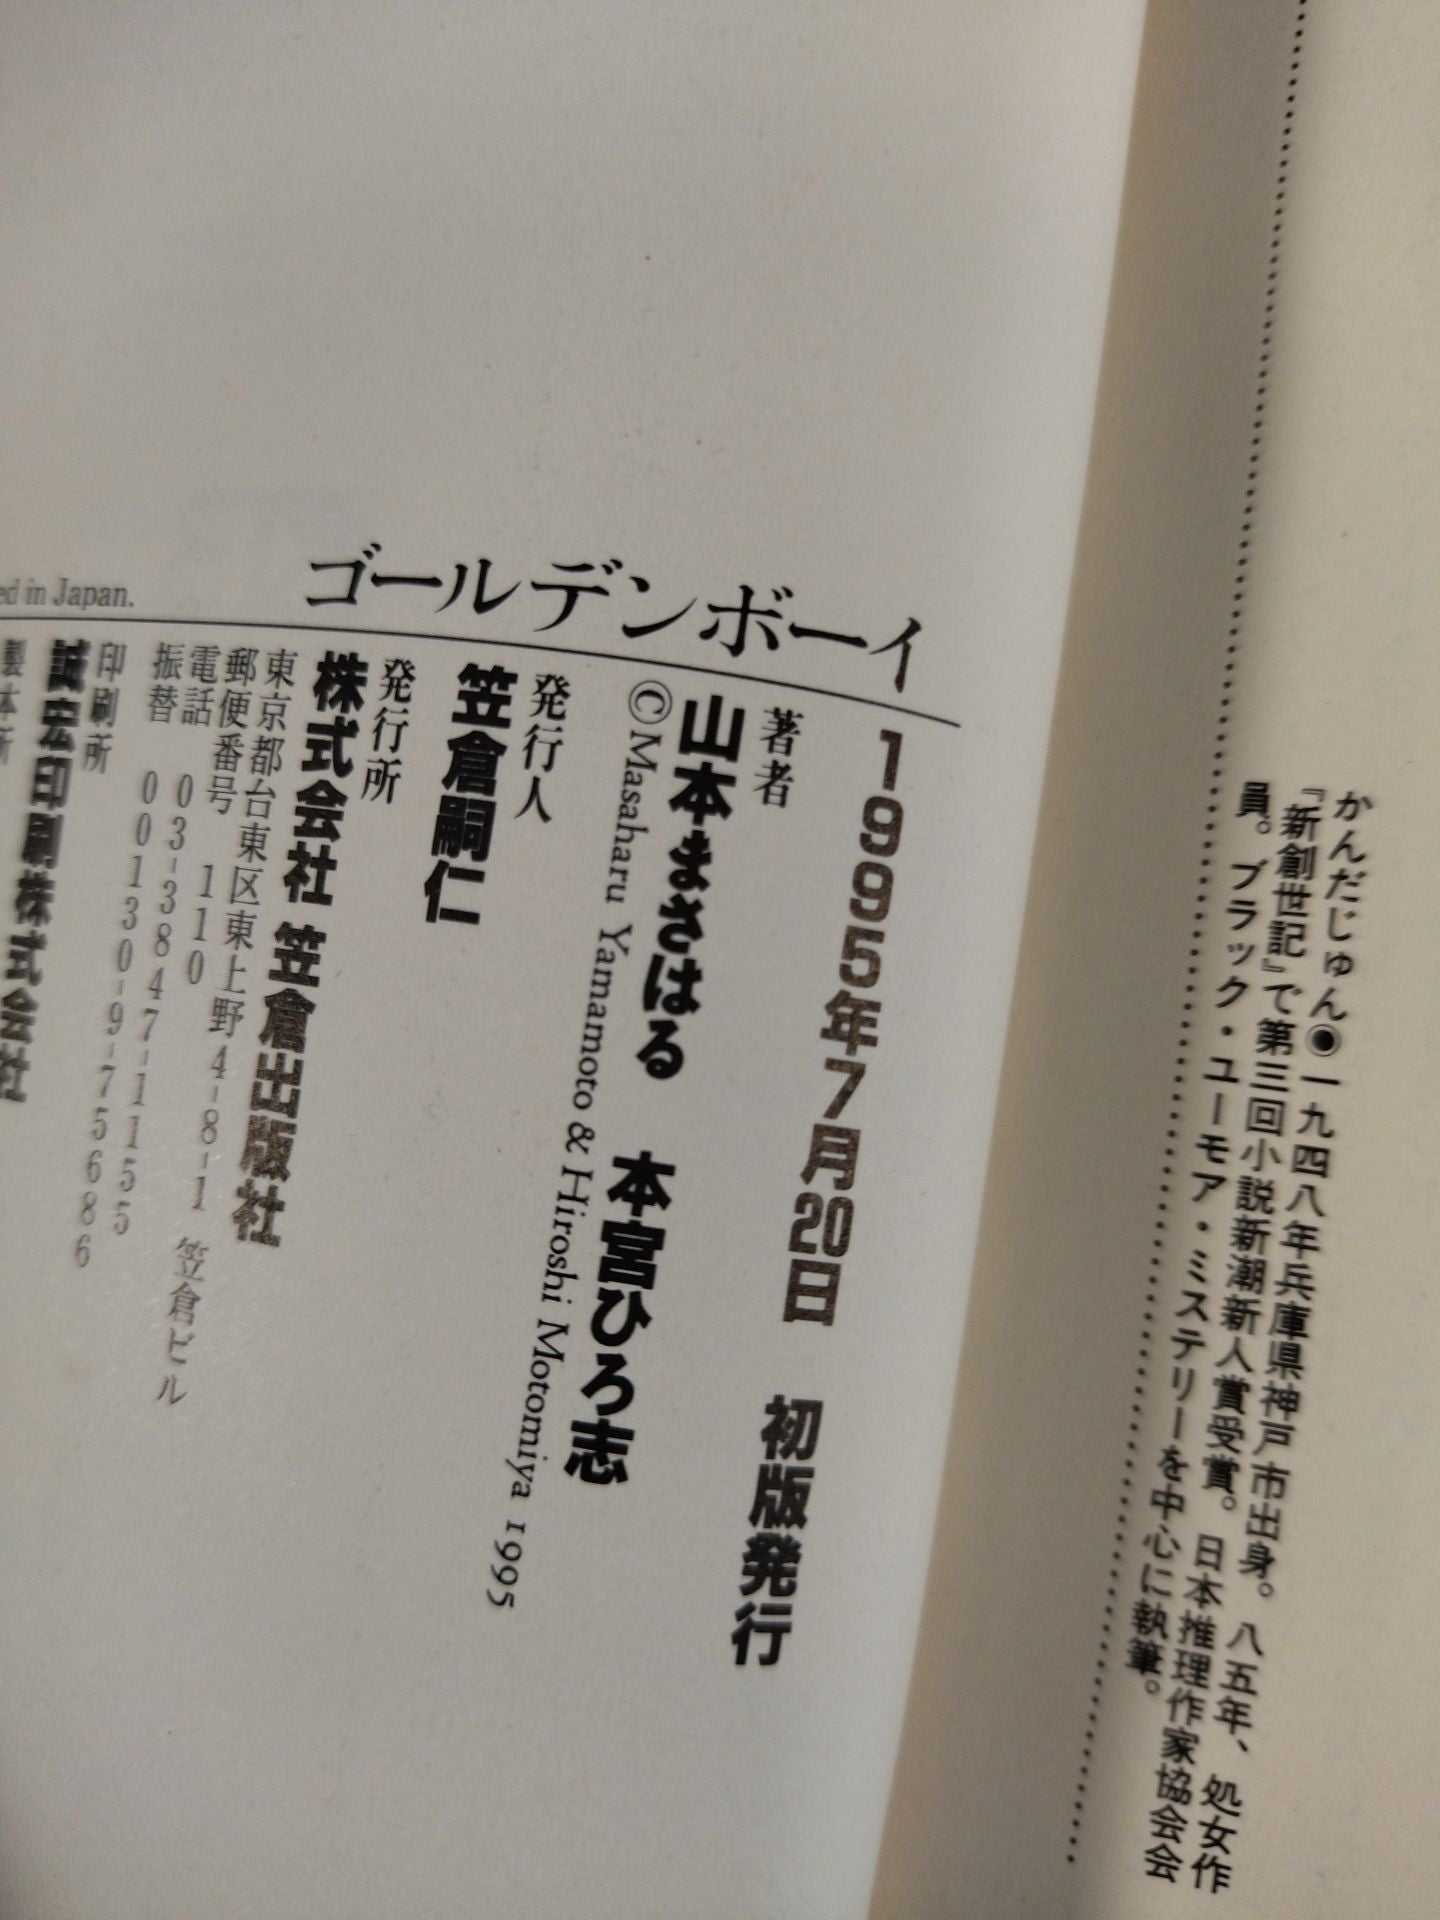 かんだじゅん◉一九四八年兵庫県神戸市出身。八五年、処女作
『新創世記』で第三回小説新潮新人賞受賞。日本推理作家協会会
員。ブラック・ユーモア・ミステリーを中心に執筆。
ゴールデンボーイ
1995年7月20日 初版発行
著者
山本まさはる 本宮ひろ志
©Masaharu Yamamoto & Hiroshi Motomiya 1995
発行人
笠倉嗣仁
発行所
株式会社 笠倉出版社
東京都台東区東上野4-8-1 笠倉ビル
郵便番号 110
電話 03-3847-1155
振替 00130-9-75686
印刷所
誠宏印刷株式会社
製本所
ed in Japan.